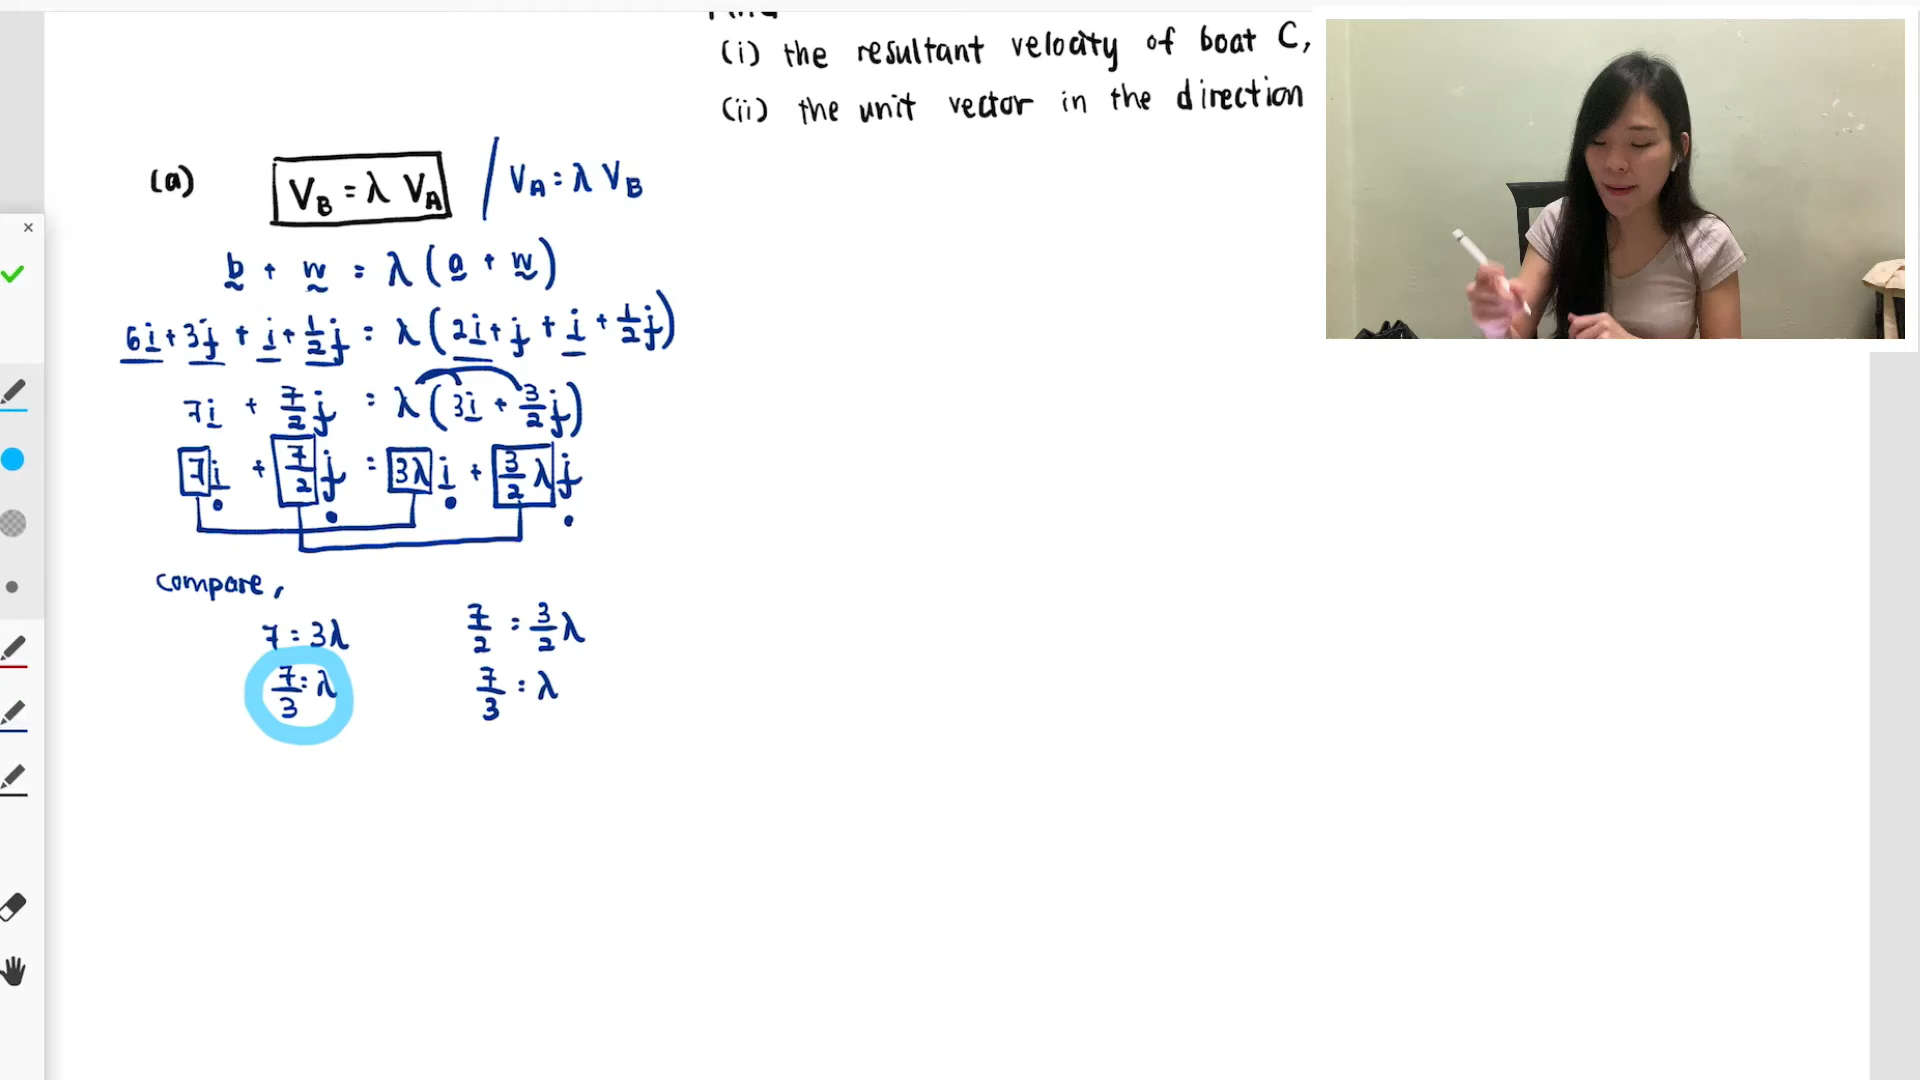 (i) the resultant velocity of boat C,
(ii) the unit vector in the direction
(a) V_B = λ V_A / V_A = λ V_B
b + w = λ (a + w)
6i + 3j + i + 1/2 j = λ (2i + j + i + 1/2 j)
7i + 7/2 j = λ (3i + 3/2 j)
7i + 7/2 j = 3λ i + 3/2 λ j
compare,
7 = 3λ 7/2 = 3/2 λ
7/3 = λ 7/3 = λ